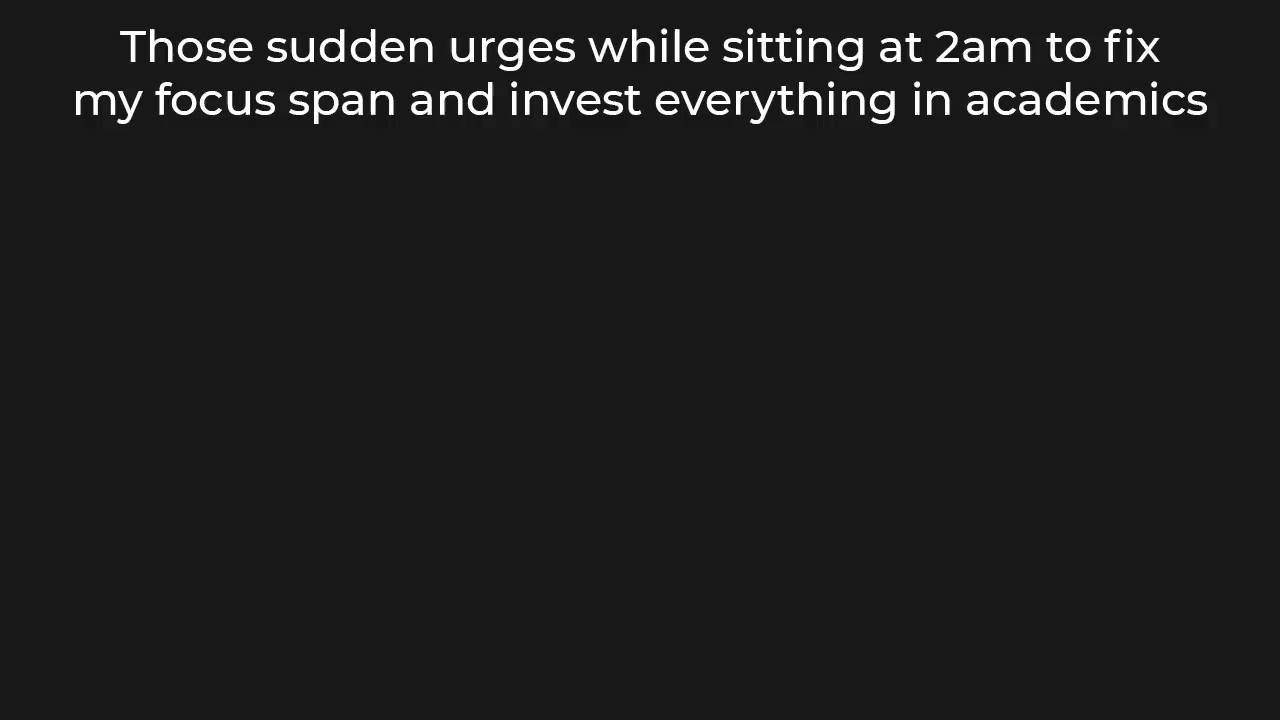 Those sudden urges while sitting at 2am to fix
my focus span and invest everything in academics